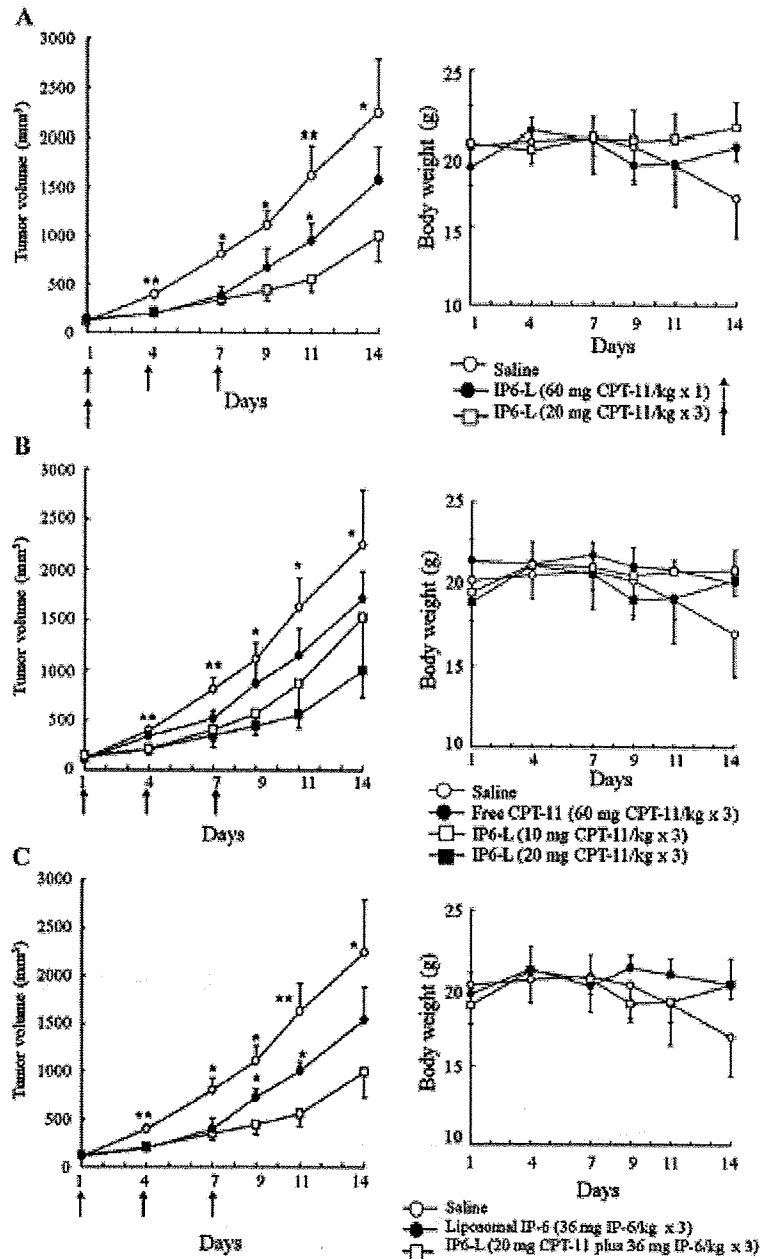 A
Tumor volume (mm³)
3000
2500
2000
1500
1000
500
0
** * * ** * *
1 4 7 9 11 14
Days
Body weight (g)
25
20
15
10
1 4 7 9 11 14
Days
Saline
IP6-L (60 mg CPT-11/kg x 1)
IP6-L (20 mg CPT-11/kg x 3)
B
Tumor volume (mm³)
3000
2500
2000
1500
1000
500
0
** ** * * *
1 4 7 9 11 14
Days
Body weight (g)
25
20
15
10
1 4 7 9 11 14
Days
Saline
Free CPT-11 (60 mg CPT-11/kg x 3)
IP6-L (10 mg CPT-11/kg x 3)
IP6-L (20 mg CPT-11/kg x 3)
C
Tumor volume (mm³)
3000
2500
2000
1500
1000
500
0
** * * * ** * *
1 4 7 9 11 14
Days
Body weight (g)
25
20
15
10
1 4 7 9 11 14
Days
Saline
Liposomal IP-6 (36 mg IP-6/kg x 3)
IP6-L (20 mg CPT-11 plus 36 mg IP-6/kg x 3)